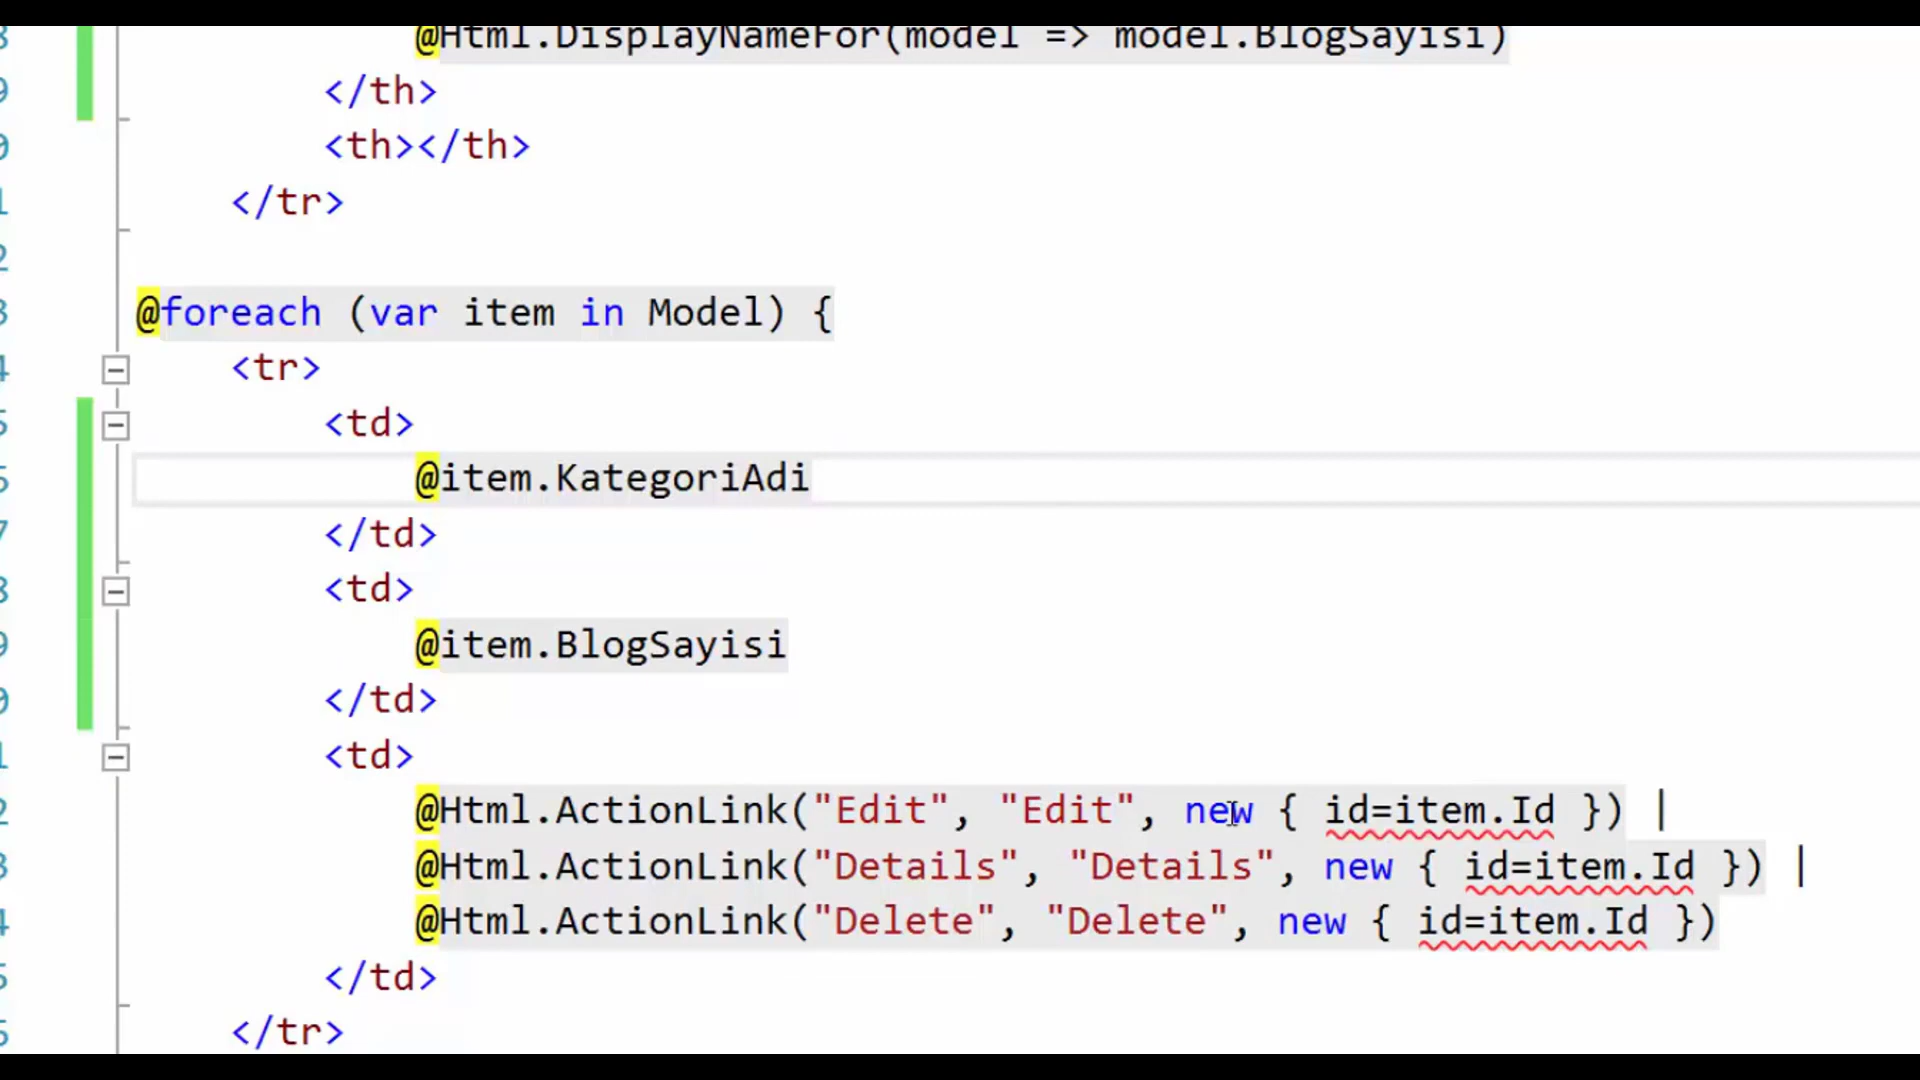 @Html.DisplayNameFor(model => model.BlogSayisi)
</th>
<th></th>
</tr>
@foreach (var item in Model) {
<tr>
<td>
@item.KategoriAdi
</td>
<td>
@item.BlogSayisi
</td>
<td>
@Html.ActionLink("Edit", "Edit", new { id=item.Id }) |
@Html.ActionLink("Details", "Details", new { id=item.Id }) |
@Html.ActionLink("Delete", "Delete", new { id=item.Id })
</td>
</tr>